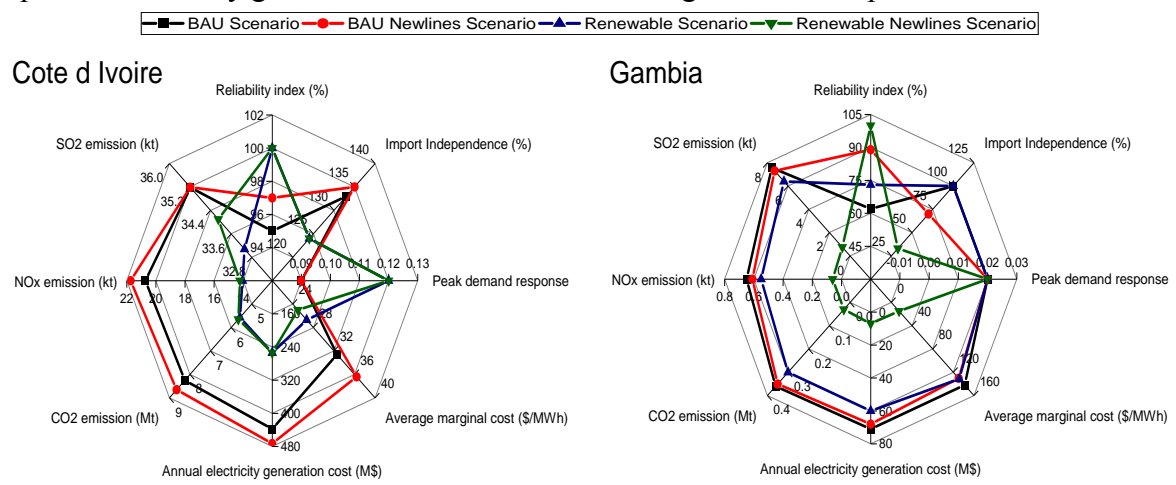 BAU Scenario BAU Newlines Scenario Renewable Scenario Renewable Newlines Scenario
Cote d Ivoire
Reliability index (%)
102
100
98
96
94
Import Independence (%)
140
135
130
125
120
Peak demand response
0.09 0.10 0.11 0.12 0.13
Average marginal cost ($/MWh)
24
28
32
36
40
Annual electricity generation cost (M$)
160
240
320
400
480
CO2 emission (Mt)
5
6
7
8
9
NOx emission (kt)
22 20 18 16 14
SO2 emission (kt)
36.0
35.2
34.4
33.6
32.8
Gambia
Reliability index (%)
105
90
75
60
45
Import Independence (%)
125
100
75
50
25
Peak demand response
-0.01 0.00 0.01 0.02 0.03
Average marginal cost ($/MWh)
0
40
80
120
160
Annual electricity generation cost (M$)
0
20
40
60
80
CO2 emission (Mt)
0.0
0.1
0.2
0.3
0.4
NOx emission (kt)
0.8 0.6 0.4 0.2 0.0
SO2 emission (kt)
8
6
4
2
0